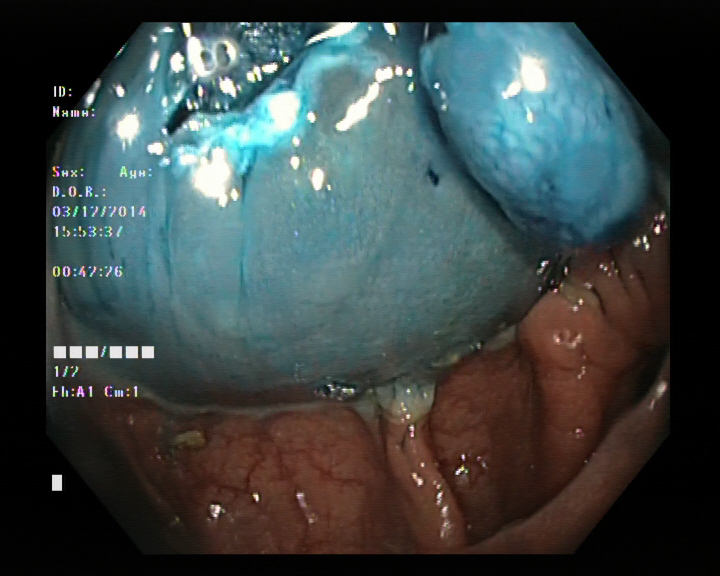 ID:
Name:
Sex: Age:
D.O.B.:
03/12/2014
15:53:37
00:42:26
■■■/■■■
1/2
Eh:A1 Cm:1